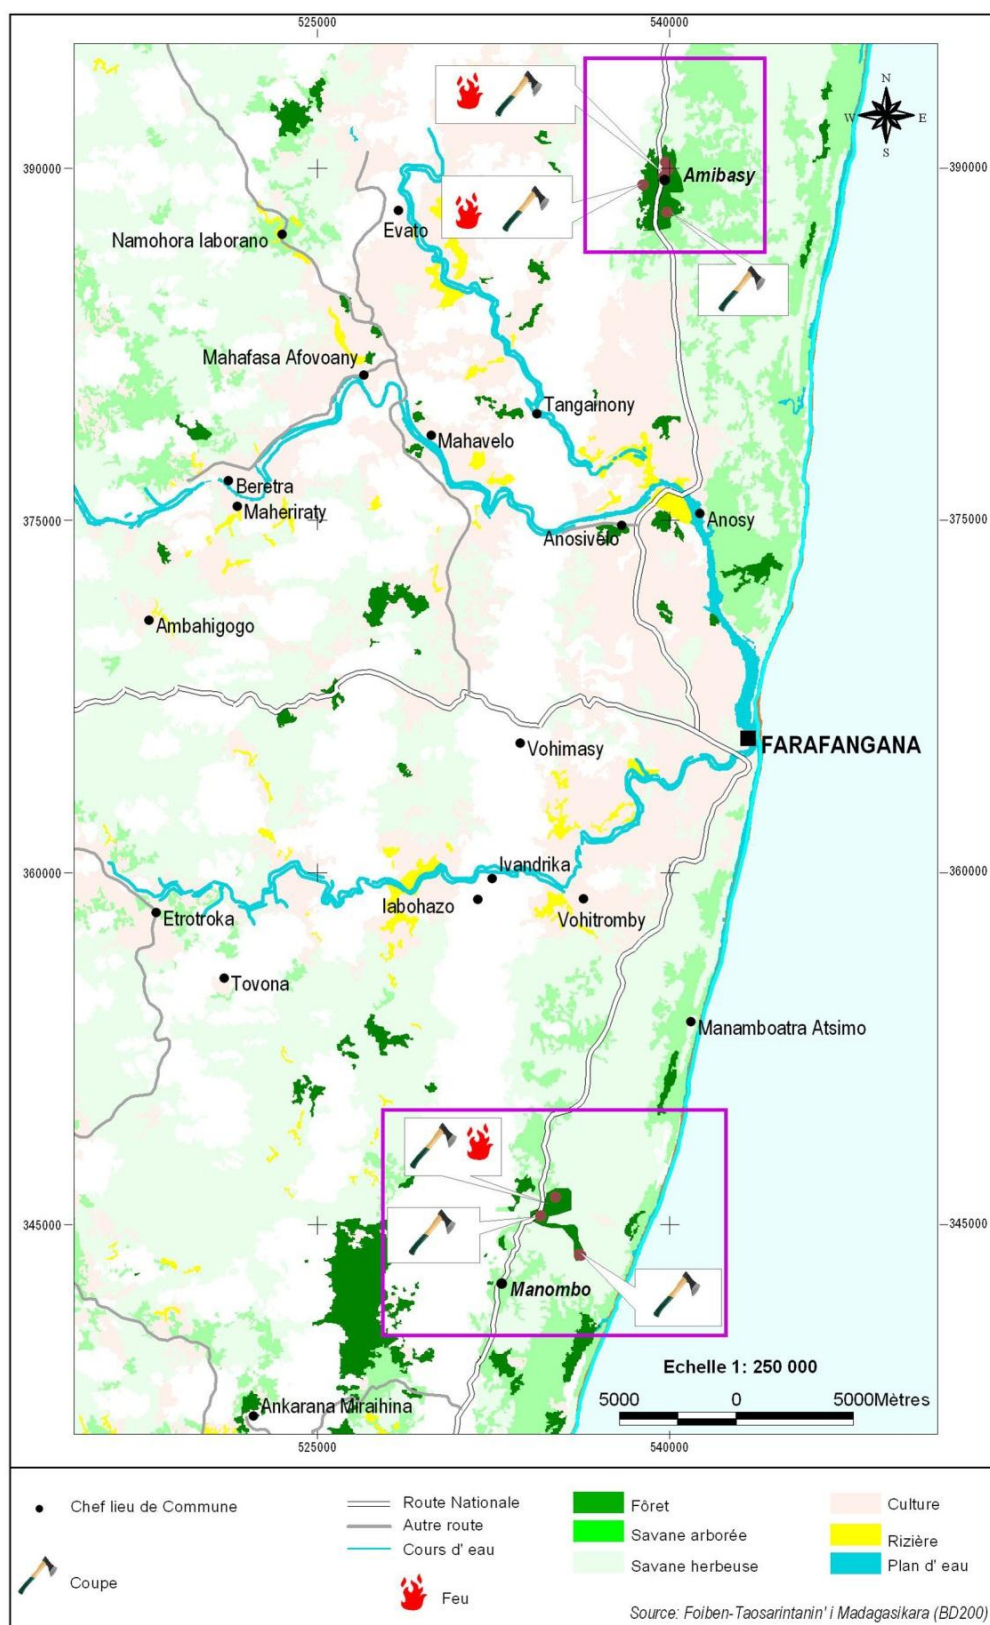 525000 540000
N
W E
S
390000 390000
Amibasy
Evato
Namohora Iaborano
Mahafasa Afovoany
Tangainony
Mahavelo
Beretra
Maheriraty
375000 375000
Anosy
Anosivelo
Ambahigogo
Vohimasy
FARAFANGANA
360000 360000
Ivandrika
Iabohazo
Vohitromby
Etrotroka
Tovona
Manamboatra Atsimo
345000 345000
Manombo
Echelle 1: 250 000
5000 0 5000Mètres
Ankarana Miraihina
525000 540000
Chef lieu de Commune
Coupe
Route Nationale
Autre route
Cours d' eau
Feu
Fôret
Savane arborée
Savane herbeuse
Culture
Rizière
Plan d' eau
Source: Foiben-Taosarintanin' i Madagasikara (BD200)